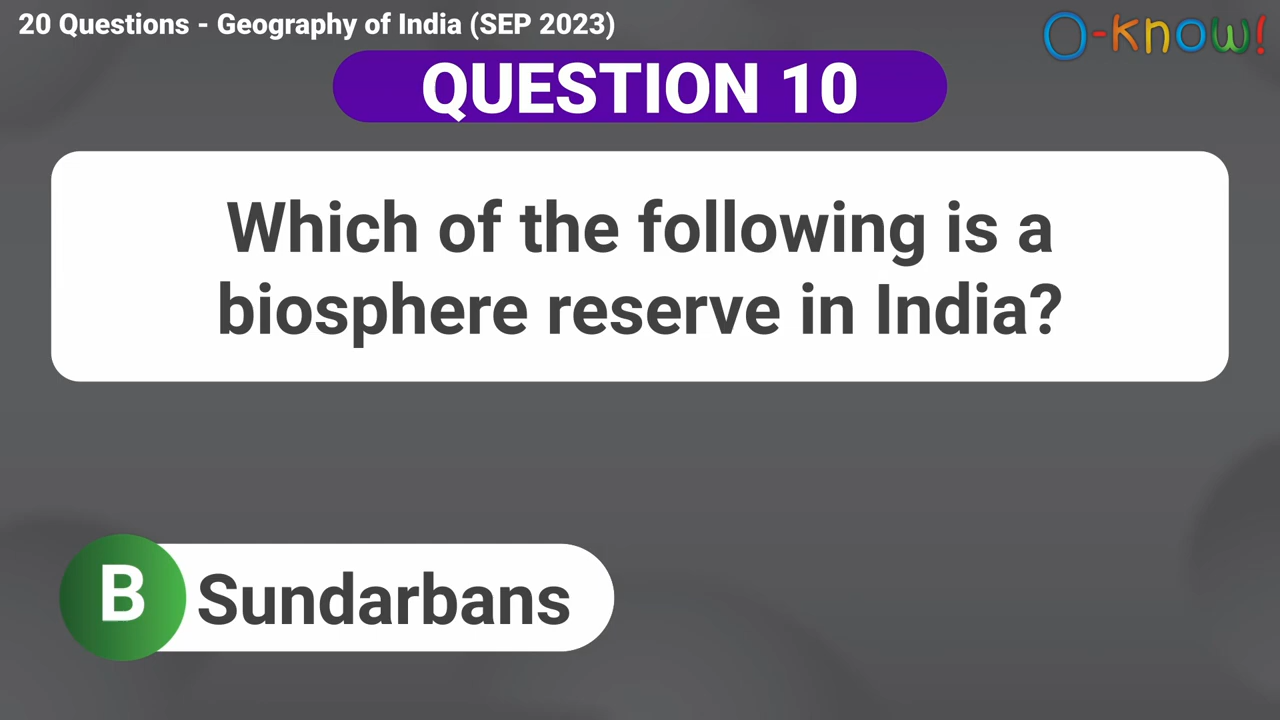 20 Questions - Geography of India (SEP 2023)
O-know!
QUESTION 10
Which of the following is a
biosphere reserve in India?
B Sundarbans